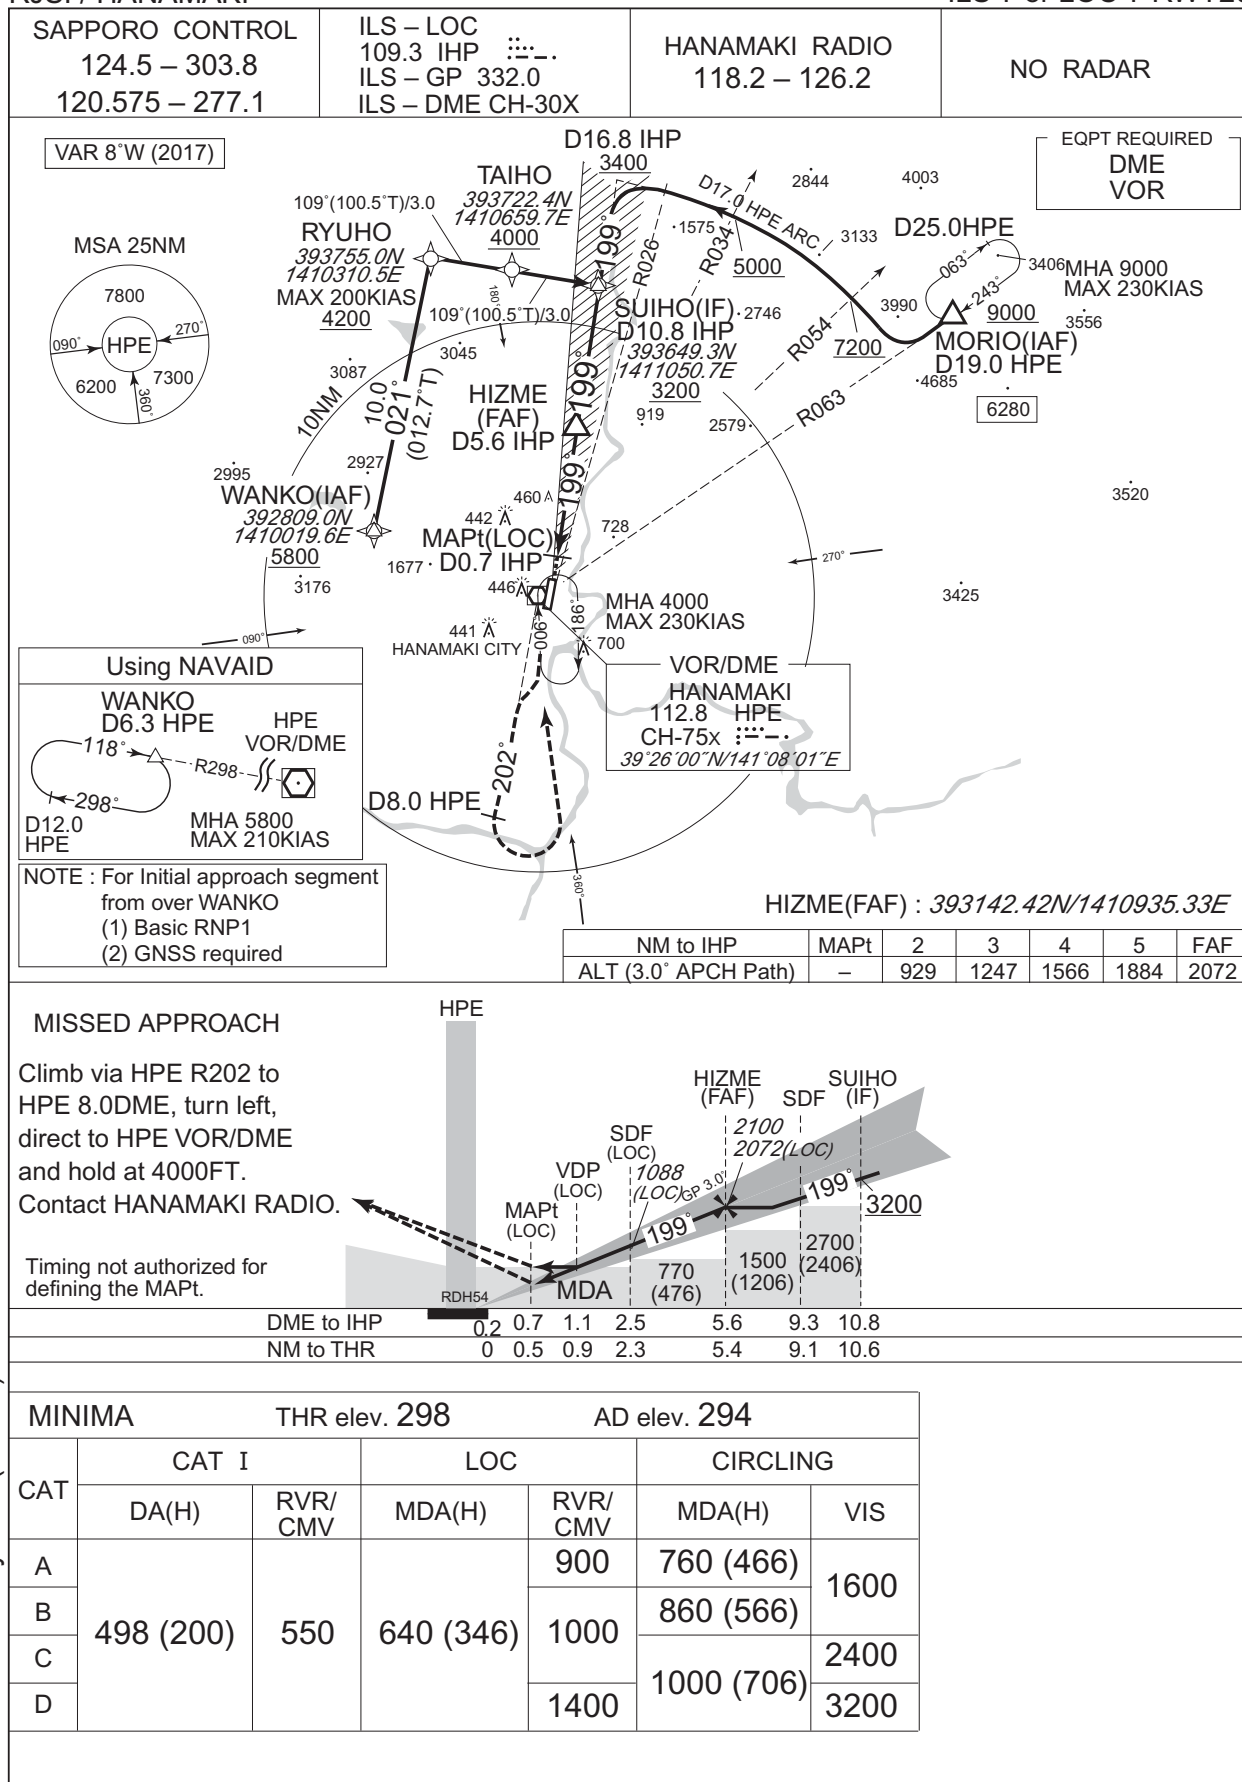 SAPPORO CONTROL
124.5 – 303.8
120.575 – 277.1
ILS – LOC
109.3 IHP
ILS – GP 332.0
ILS – DME CH-30X
HANAMAKI RADIO
118.2 – 126.2
NO RADAR
VAR 8˚W (2017)
EQPT REQUIRED
DME
VOR
MSA 25NM
7800
090˚
HPE
270˚
6200
7300
360˚
D16.8 IHP
3400
TAIHO
393722.4N
1410659.7E
4000
109˚(100.5˚T)/3.0
RYUHO
393755.0N
1410310.5E
MAX 200KIAS
4200
180˚
109˚(100.5˚T)/3.0
199˚
R026
R034
D17.0 HPE ARC
1575
2844
4003
3133
5000
D25.0HPE
063˚
243˚
3406
MHA 9000
MAX 230KIAS
3990
9000
3556
MORIO(IAF)
D19.0 HPE
4685
6280
R054
7200
R063
SUIHO(IF)
D10.8 IHP
393649.3N
1411050.7E
3200
2746
919
2579
3045
3087
10NM
10.0
021˚
(012.7˚T)
HIZME
(FAF)
D5.6 IHP
199˚
199˚
2995
2927
WANKO(IAF)
392809.0N
1410019.6E
5800
3176
460
442
MAPt(LOC)
D0.7 IHP
1677
728
446
3520
270˚
3425
MHA 4000
MAX 230KIAS
441
HANAMAKI CITY
006˚
186˚
700
090˚
VOR/DME
HANAMAKI
112.8 HPE
CH-75X
39˚26´00˝N/141˚08´01˝E
Using NAVAID
WANKO
D6.3 HPE
HPE
VOR/DME
118˚
R298
298˚
D12.0
HPE
MHA 5800
MAX 210KIAS
202˚
D8.0 HPE
360˚
NOTE : For Initial approach segment
from over WANKO
(1) Basic RNP1
(2) GNSS required
HIZME(FAF) : 393142.42N/1410935.33E
NM to IHP MAPt 2 3 4 5 FAF
ALT (3.0˚ APCH Path) – 929 1247 1566 1884 2072
MISSED APPROACH
Climb via HPE R202 to
HPE 8.0DME, turn left,
direct to HPE VOR/DME
and hold at 4000FT.
Contact HANAMAKI RADIO.
Timing not authorized for
defining the MAPt.
HPE
HIZME
(FAF)
SDF
SUIHO
(IF)
2100
2072(LOC)
SDF
(LOC)
1088
(LOC)
GP 3.0˚
VDP
(LOC)
MAPt
(LOC)
199˚
199˚
3200
MDA
770
(476)
1500
(1206)
2700
(2406)
RDH54
DME to IHP 0.2 0.7 1.1 2.5 5.6 9.3 10.8
NM to THR 0 0.5 0.9 2.3 5.4 9.1 10.6
MINIMA THR elev. 298 AD elev. 294
CAT
CAT I
LOC
CIRCLING
DA(H)
RVR/
CMV
MDA(H)
RVR/
CMV
MDA(H)
VIS
A
B
C
D
498 (200)
550
640 (346)
900
1000
1400
760 (466)
860 (566)
1000 (706)
1600
2400
3200